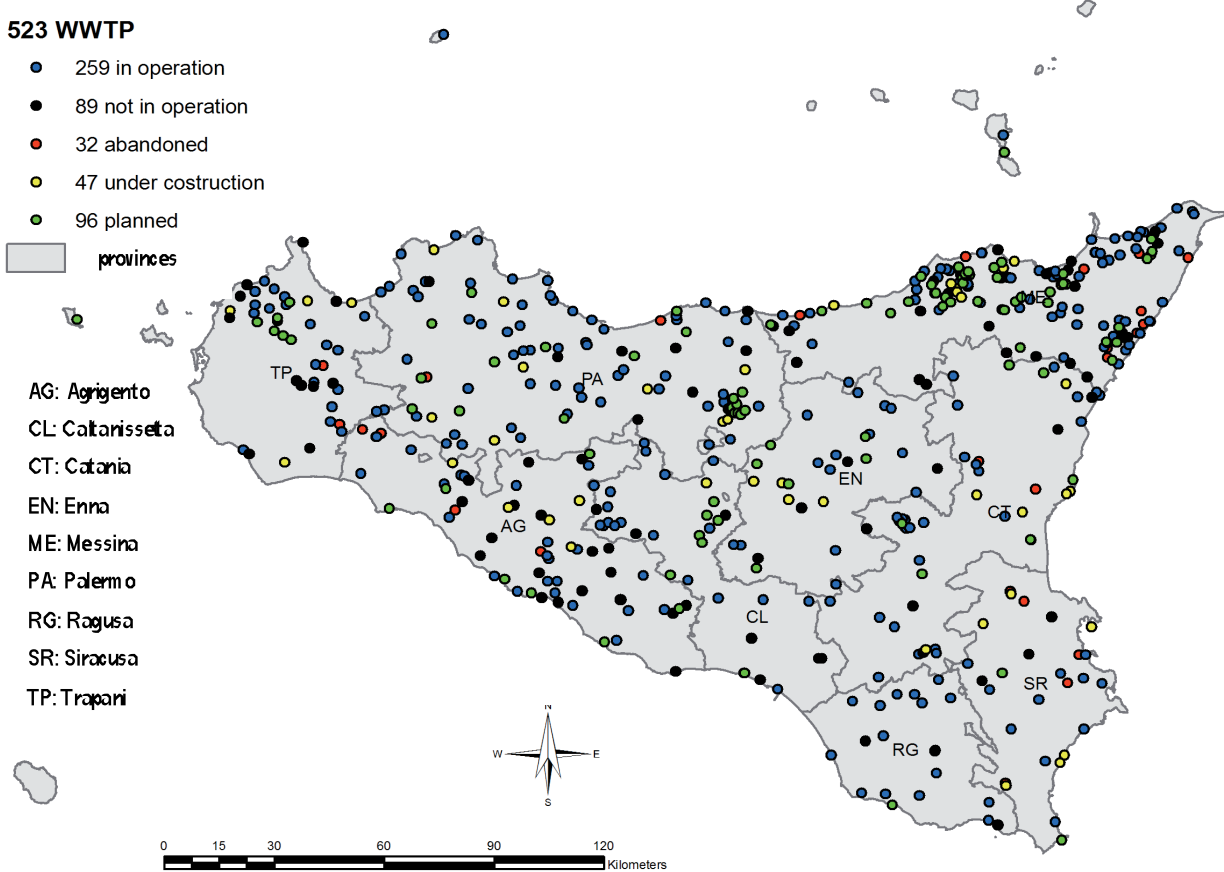 523 WWTP
259 in operation
89 not in operation
32 abandoned
47 under costruction
96 planned
provinces
ME
TP
PA
AG: Agrigento
CL: Caltanisseta
CT: Catania
EN
EN: Enna
CT
AG
ME: Messina
PA: Palermo
RG: Ragusa
CL
SR: Siracusa
SR
TP: Trapani
N
RG
W
E
S
0 15 30 60 90 120
Kilometers